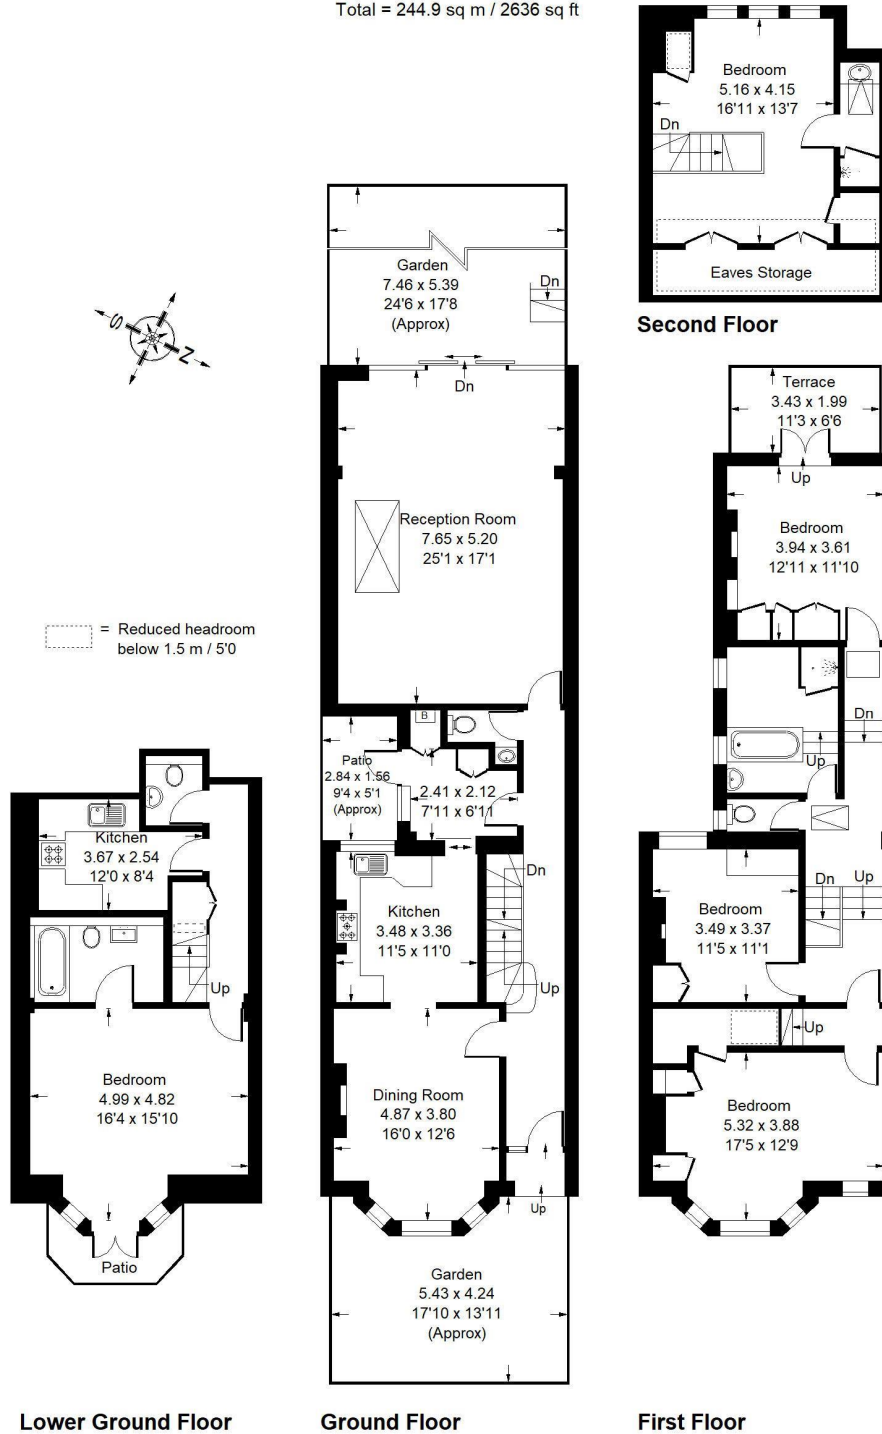 Total = 244.9 sq m / 2636 sq ft
Bedroom
5.16 x 4.15
16'11 x 13'7
Dn
Eaves Storage
Second Floor
Garden
7.46 x 5.39
24'6 x 17'8
(Approx)
Dn
S
N
Dn
Reception Room
7.65 x 5.20
25'1 x 17'1
= Reduced headroom
below 1.5 m / 5'0
B
Patio
2.84 x 1.56
9'4 x 5'1
(Approx)
2.41 x 2.12
7'11 x 6'11
Kitchen
3.48 x 3.36
11'5 x 11'0
Dn
Up
Dining Room
4.87 x 3.80
16'0 x 12'6
Up
Garden
5.43 x 4.24
17'10 x 13'11
(Approx)
Ground Floor
Kitchen
3.67 x 2.54
12'0 x 8'4
Up
Bedroom
4.99 x 4.82
16'4 x 15'10
Patio
Lower Ground Floor
Terrace
3.43 x 1.99
11'3 x 6'6
Up
Bedroom
3.94 x 3.61
12'11 x 11'10
Dn
Up
Dn
Up
Bedroom
3.49 x 3.37
11'5 x 11'1
Up
Bedroom
5.32 x 3.88
17'5 x 12'9
First Floor